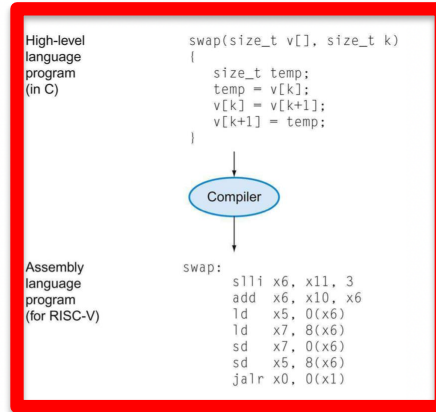 High-level
language
program
(in C)
swap(size_t v[], size_t k)
{
size_t temp;
temp = v[k];
v[k] = v[k+1];
v[k+1] = temp;
}
Compiler
Assembly
language
program
(for RISC-V)
swap:
slli x6, x11, 3
add x6, x10, x6
ld x5, 0(x6)
ld x7, 8(x6)
sd x7, 0(x6)
sd x5, 8(x6)
jalr x0, 0(x1)